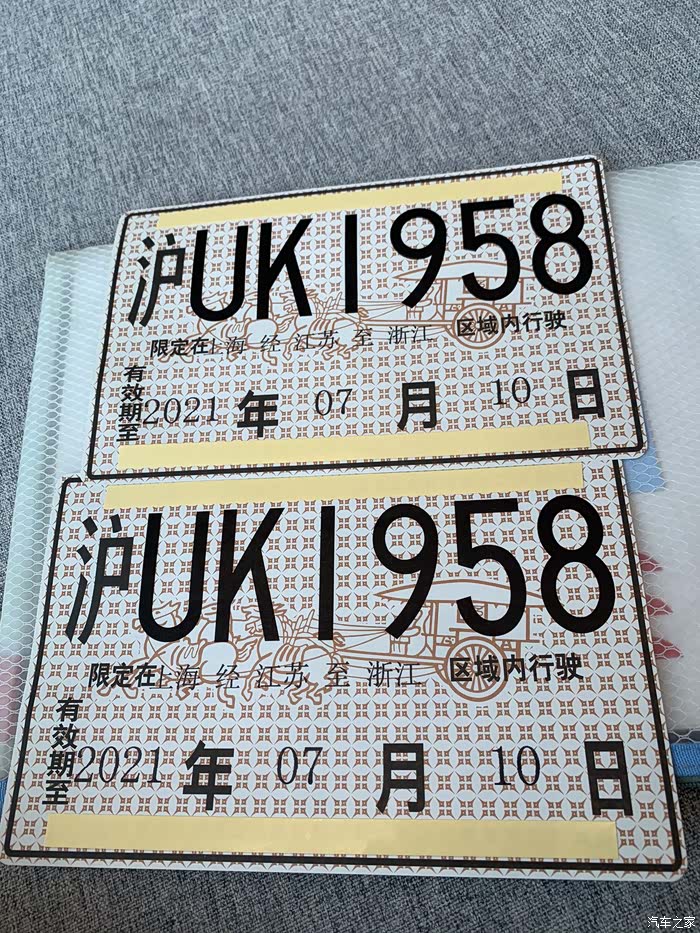 沪UK1958
限定在上海 经 江苏 至 浙江 区域内行驶
有效期至2021 年 07 月 10 日
沪UK1958
限定在上海 经 江苏 至 浙江 区域内行驶
有效期至2021 年 07 月 10 日
汽车之家